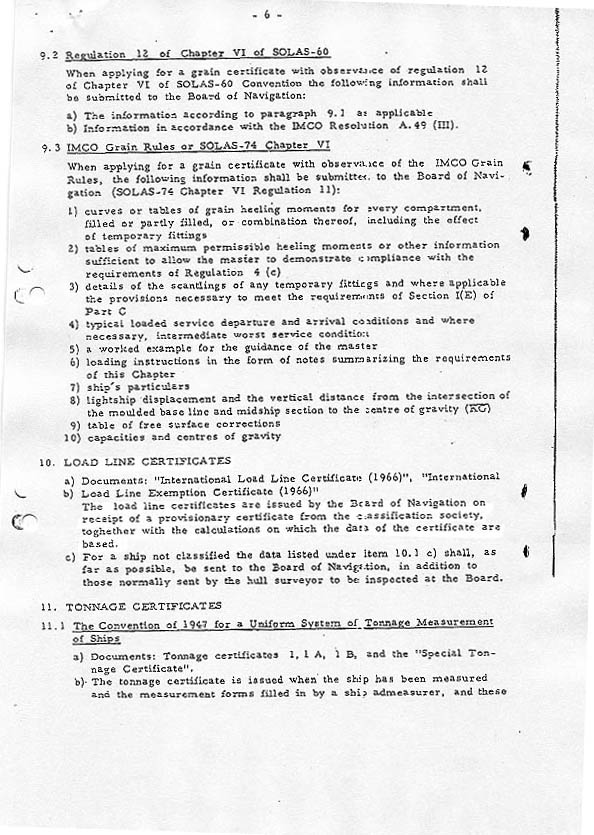 - 6 -
9.2 Regulation 12 of Chapter VI of SOLAS-60
When applying for a grain certificate with observance of regulation 12
of Chapter VI of SOLAS-60 Convention the following information shall
be submitted to the Board of Navigation:
a) The information according to paragraph 9.1 as applicable
b) Information in accordance with the IMCO Resolution A.49 (III).
9.3 IMCO Grain Rules or SOLAS-74 Chapter VI
When applying for a grain certificate with observance of the IMCO Grain
Rules, the following information shall be submitted to the Board of Navi-
gation (SOLAS-74 Chapter VI Regulation 11):
1) curves or tables of grain heeling moments for every compartment,
filled or partly filled, or combination thereof, including the effect
of temporary fittings
2) tables of maximum permissible heeling moments or other information
sufficient to allow the master to demonstrate compliance with the
requirements of Regulation 4 (c)
3) details of the scantlings of any temporary fittings and where applicable
the provisions necessary to meet the requirements of Section I(E) of
Part C
4) typical loaded service departure and arrival conditions and where
necessary, intermediate worst service condition
5) a worked example for the guidance of the master
6) loading instructions in the form of notes summarizing the requirements
of this Chapter
7) ship's particulars
8) lightship displacement and the vertical distance from the intersection of
the moulded base line and midship section to the centre of gravity (KG)
9) table of free surface corrections
10) capacities and centres of gravity
10. LOAD LINE CERTIFICATES
a) Documents: "International Load Line Certificate (1966)", "International
b) Load Line Exemption Certificate (1966)"
The load line certificates are issued by the Board of Navigation on
receipt of a provisionary certificate from the classification society,
toghether with the calculations on which the data of the certificate are
based.
c) For a ship not classified the data listed under item 10.1 c) shall, as
far as possible, be sent to the Board of Navigation, in addition to
those normally sent by the hull surveyor to be inspected at the Board.
11. TONNAGE CERTIFICATES
11.1 The Convention of 1947 for a Uniform System of Tonnage Measurement
of Ships
a) Documents: Tonnage certificates 1, 1 A, 1 B, and the "Special Ton-
nage Certificate".
b) The tonnage certificate is issued when the ship has been measured
and the measurement forms filled in by a ship admeasurer, and these